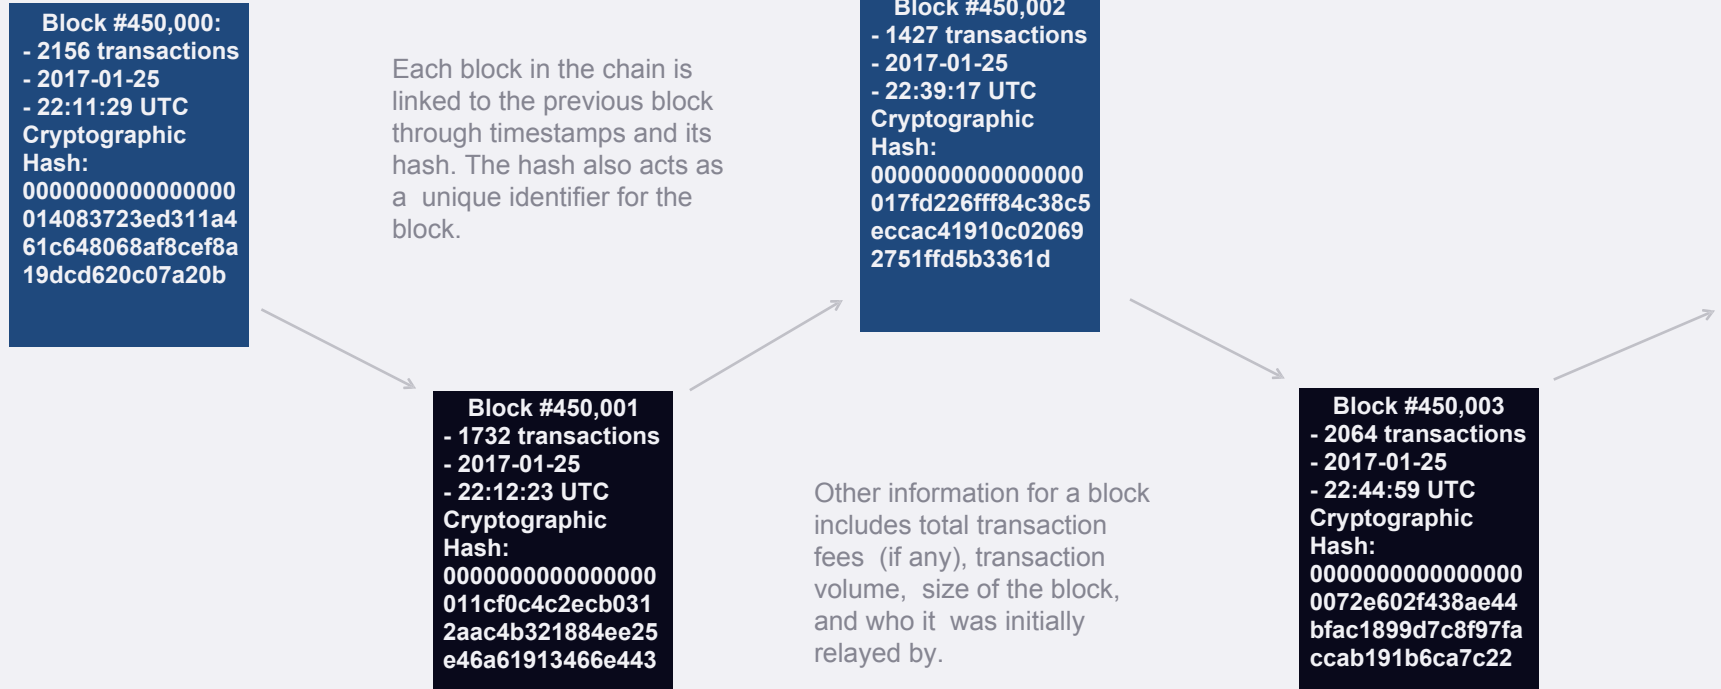 Block #450,000:
- 2156 transactions
- 2017-01-25
- 22:11:29 UTC
Cryptographic
Hash:
0000000000000000
014083723ed311a4
61c648068af8cef8a
19dcd620c07a20b
Each block in the chain is
linked to the previous block
through timestamps and its
hash. The hash also acts as
a unique identifier for the
block.
Block #450,002
- 1427 transactions
- 2017-01-25
- 22:39:17 UTC
Cryptographic
Hash:
0000000000000000
017fd226fff84c38c5
eccac41910c02069
2751ffd5b3361d
Block #450,001
- 1732 transactions
- 2017-01-25
- 22:12:23 UTC
Cryptographic
Hash:
0000000000000000
011cf0c4c2ecb031
2aac4b321884ee25
e46a61913466e443
Other information for a block
includes total transaction
fees (if any), transaction
volume, size of the block,
and who it was initially
relayed by.
Block #450,003
- 2064 transactions
- 2017-01-25
- 22:44:59 UTC
Cryptographic
Hash:
0000000000000000
0072e602f438ae44
bfac1899d7c8f97fa
ccab191b6ca7c22